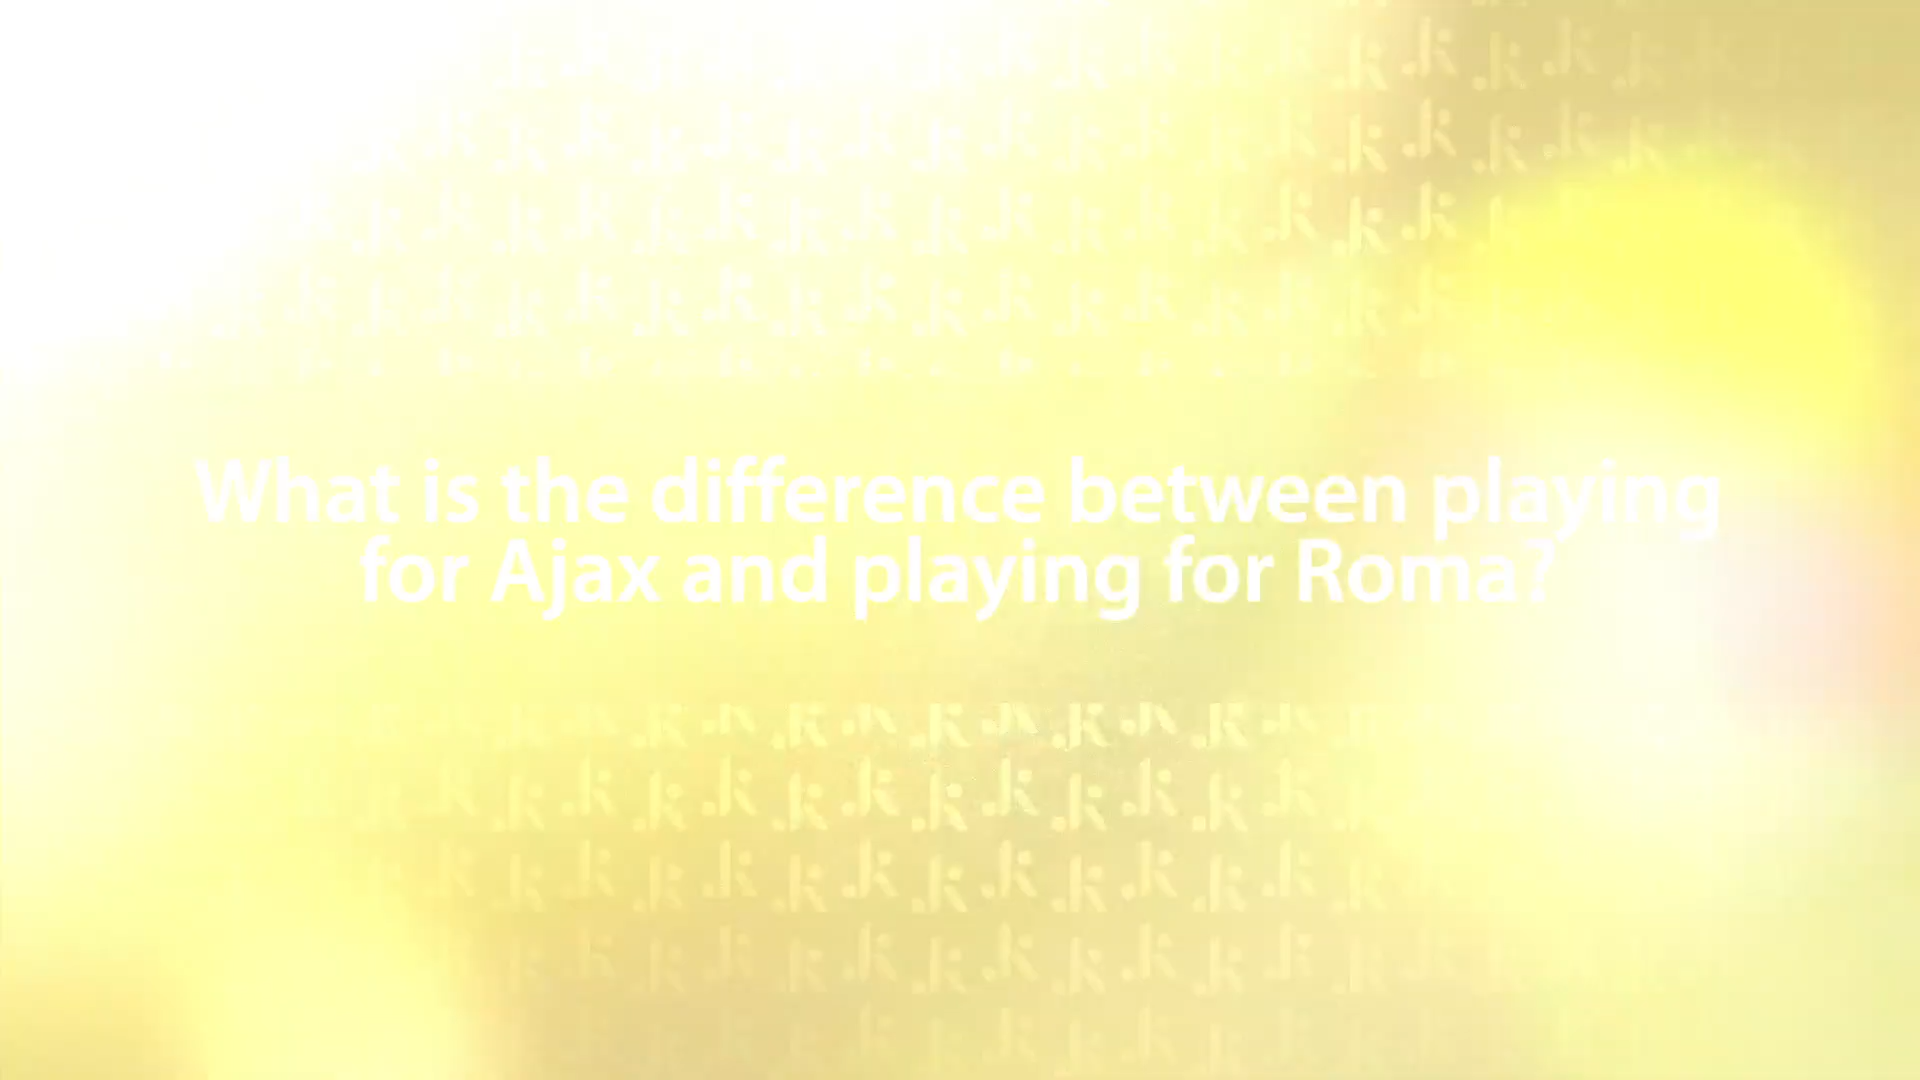 What is the difference between playing
for Ajax and playing for Roma?